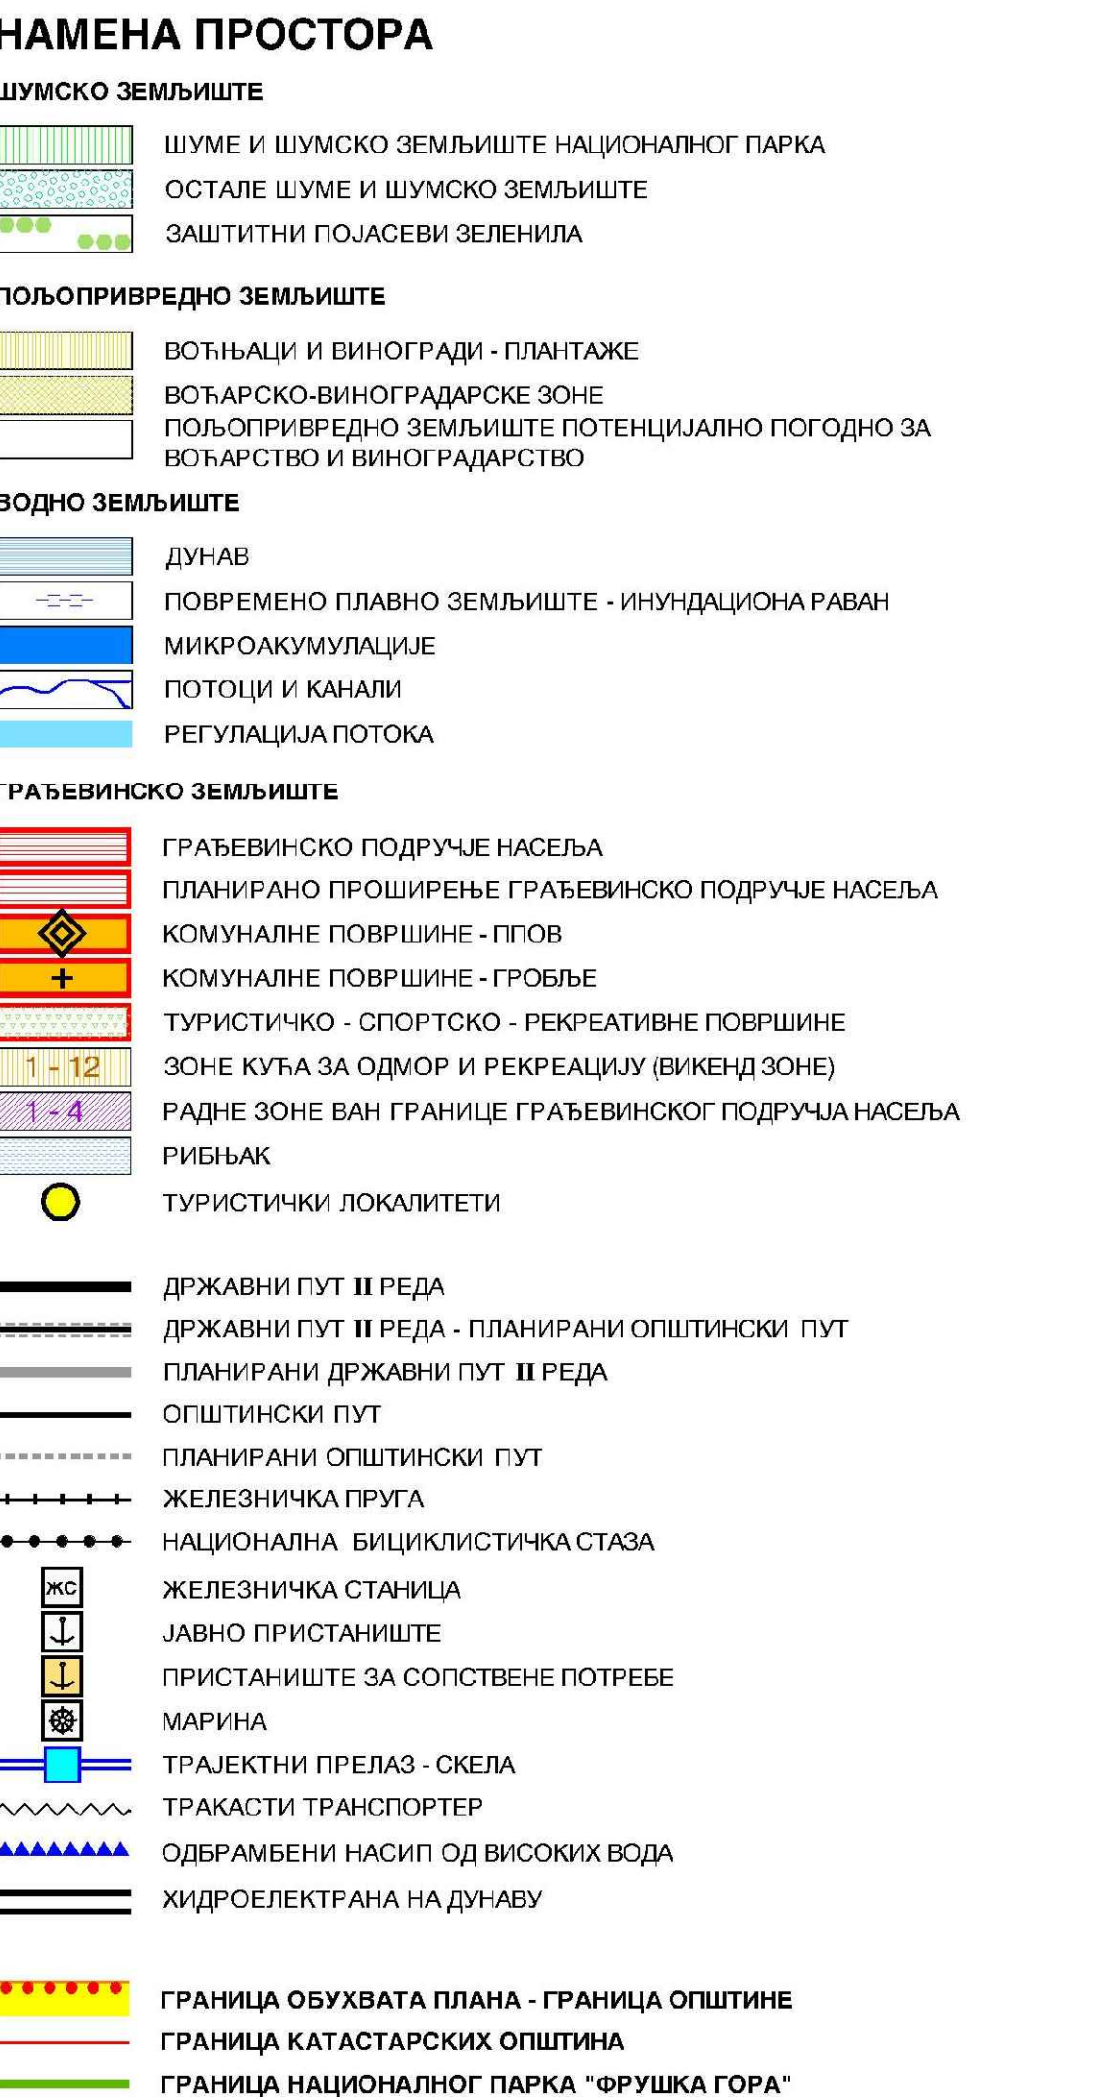 НАМЕНА ПРОСТОРА
ШУМСКО ЗЕМЉИШТЕ
ШУМЕ И ШУМСКО ЗЕМЉИШТЕ НАЦИОНАЛНОГ ПАРКА
ОСТАЛЕ ШУМЕ И ШУМСКО ЗЕМЉИШТЕ
ЗАШТИТНИ ПОЈАСЕВИ ЗЕЛЕНИЛА
ПОЉОПРИВРЕДНО ЗЕМЉИШТЕ
ВОЋЊАЦИ И ВИНОГРАДИ - ПЛАНТАЖЕ
ВОЋАРСКО-ВИНОГРАДАРСКЕ ЗОНЕ
ПОЉОПРИВРЕДНО ЗЕМЉИШТЕ ПОТЕНЦИЈАЛНО ПОГОДНО ЗА
ВОЋАРСТВО И ВИНОГРАДАРСТВО
ВОДНО ЗЕМЉИШТЕ
ДУНАВ
ПОВРЕМЕНО ПЛАВНО ЗЕМЉИШТЕ - ИНУНДАЦИОНА РАВАН
МИКРОАКУМУЛАЦИЈЕ
ПОТОЦИ И КАНАЛИ
РЕГУЛАЦИЈА ПОТОКА
ГРАЂЕВИНСКО ЗЕМЉИШТЕ
ГРАЂЕВИНСКО ПОДРУЧЈЕ НАСЕЉА
ПЛАНИРАНО ПРОШИРЕЊЕ ГРАЂЕВИНСКО ПОДРУЧЈЕ НАСЕЉА
КОМУНАЛНЕ ПОВРШИНЕ - ППОВ
КОМУНАЛНЕ ПОВРШИНЕ - ГРОБЉЕ
ТУРИСТИЧКО - СПОРТСКО - РЕКРЕАТИВНЕ ПОВРШИНЕ
1 - 12 ЗОНЕ КУЋА ЗА ОДМОР И РЕКРЕАЦИЈУ (ВИКЕНД ЗОНЕ)
1 - 4 РАДНЕ ЗОНЕ ВАН ГРАНИЦЕ ГРАЂЕВИНСКОГ ПОДРУЧЈА НАСЕЉА
РИБЊАК
ТУРИСТИЧКИ ЛОКАЛИТЕТИ
ДРЖАВНИ ПУТ II РЕДА
ДРЖАВНИ ПУТ II РЕДА - ПЛАНИРАНИ ОПШТИНСКИ ПУТ
ПЛАНИРАНИ ДРЖАВНИ ПУТ II РЕДА
ОПШТИНСКИ ПУТ
ПЛАНИРАНИ ОПШТИНСКИ ПУТ
ЖЕЛЕЗНИЧКА ПРУГА
НАЦИОНАЛНА БИЦИКЛИСТИЧКА СТАЗА
ЖС ЖЕЛЕЗНИЧКА СТАНИЦА
ЈАВНО ПРИСТАНИШТЕ
ПРИСТАНИШТЕ ЗА СОПСТВЕНЕ ПОТРЕБЕ
МАРИНА
ТРАЈЕКТНИ ПРЕЛАЗ - СКЕЛА
ТРАКАСТИ ТРАНСПОРТЕР
ОДБРАМБЕНИ НАСИП ОД ВИСОКИХ ВОДА
ХИДРОЕЛЕКТРАНА НА ДУНАВУ
ГРАНИЦА ОБУХВАТА ПЛАНА - ГРАНИЦА ОПШТИНЕ
ГРАНИЦА КАТАСТАРСКИХ ОПШТИНА
ГРАНИЦА НАЦИОНАЛНОГ ПАРКА "ФРУШКА ГОРА"